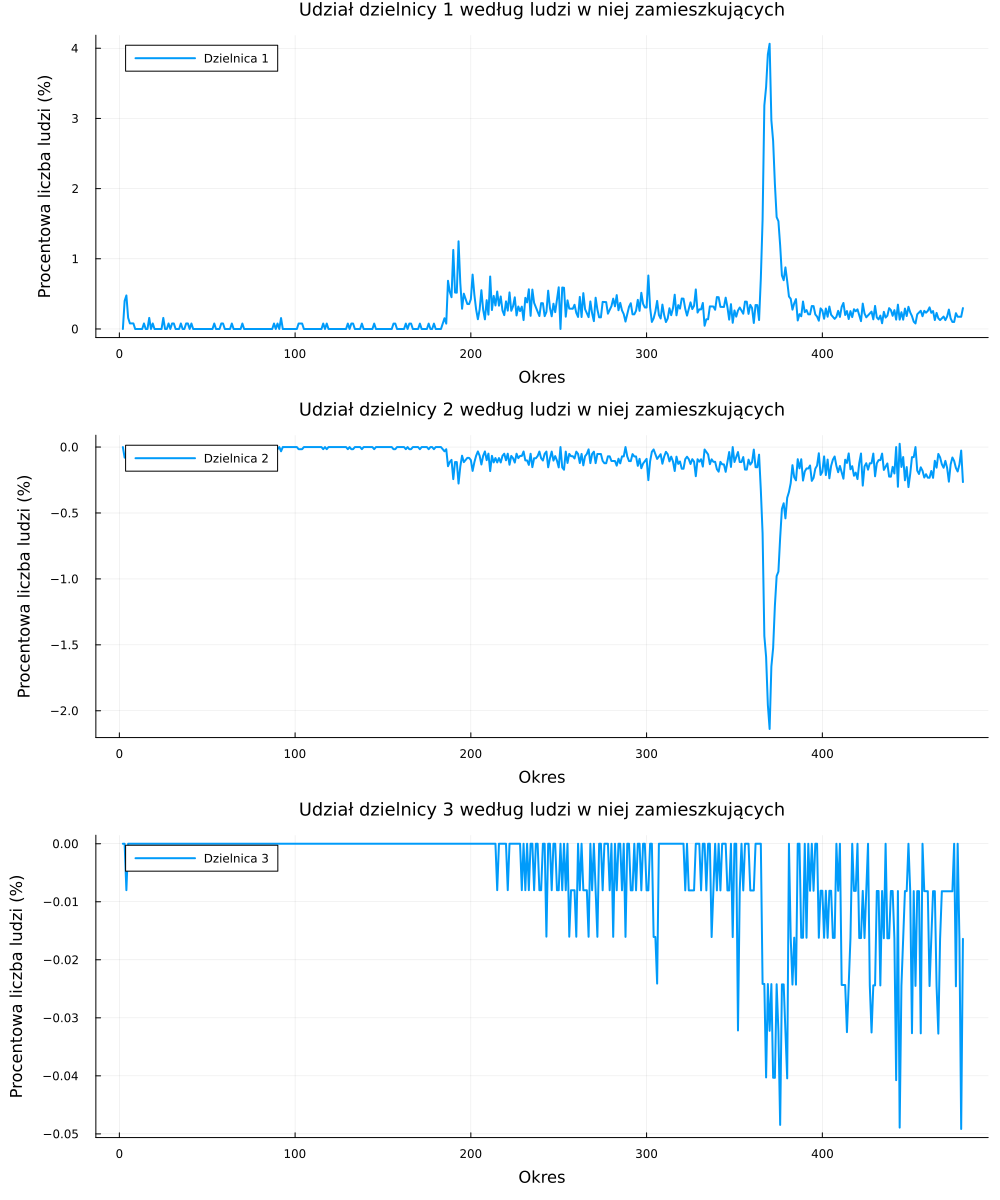 Udział dzielnicy 1 według ludzi w niej zamieszkujących
Procentowa liczba ludzi (%)
4
3
2
1
0
Dzielnica 1
0 100 200 300 400
Okres
Udział dzielnicy 2 według ludzi w niej zamieszkujących
Procentowa liczba ludzi (%)
0.0
−0.5
−1.0
−1.5
−2.0
Dzielnica 2
0 100 200 300 400
Okres
Udział dzielnicy 3 według ludzi w niej zamieszkujących
Procentowa liczba ludzi (%)
0.00
−0.01
−0.02
−0.03
−0.04
−0.05
Dzielnica 3
0 100 200 300 400
Okres